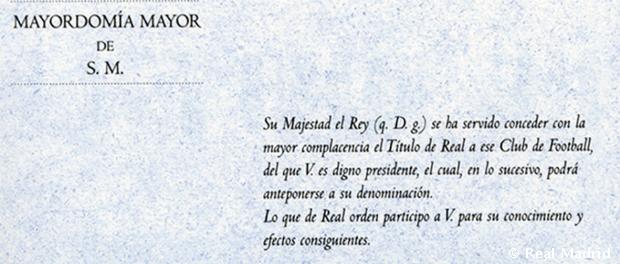 MAYORDOMÍA MAYOR
DE
S. M.
Su Majestad el Rey (q. D. g.) se ha servido conceder con la
mayor complacencia el Título de Real a ese Club de Football,
del que V. es digno presidente, el cual, en lo sucesivo, podrá
anteponerse a su denominación.
Lo que de Real orden participo a V. para su conocimiento y
efectos consiguientes.
© Real Madrid